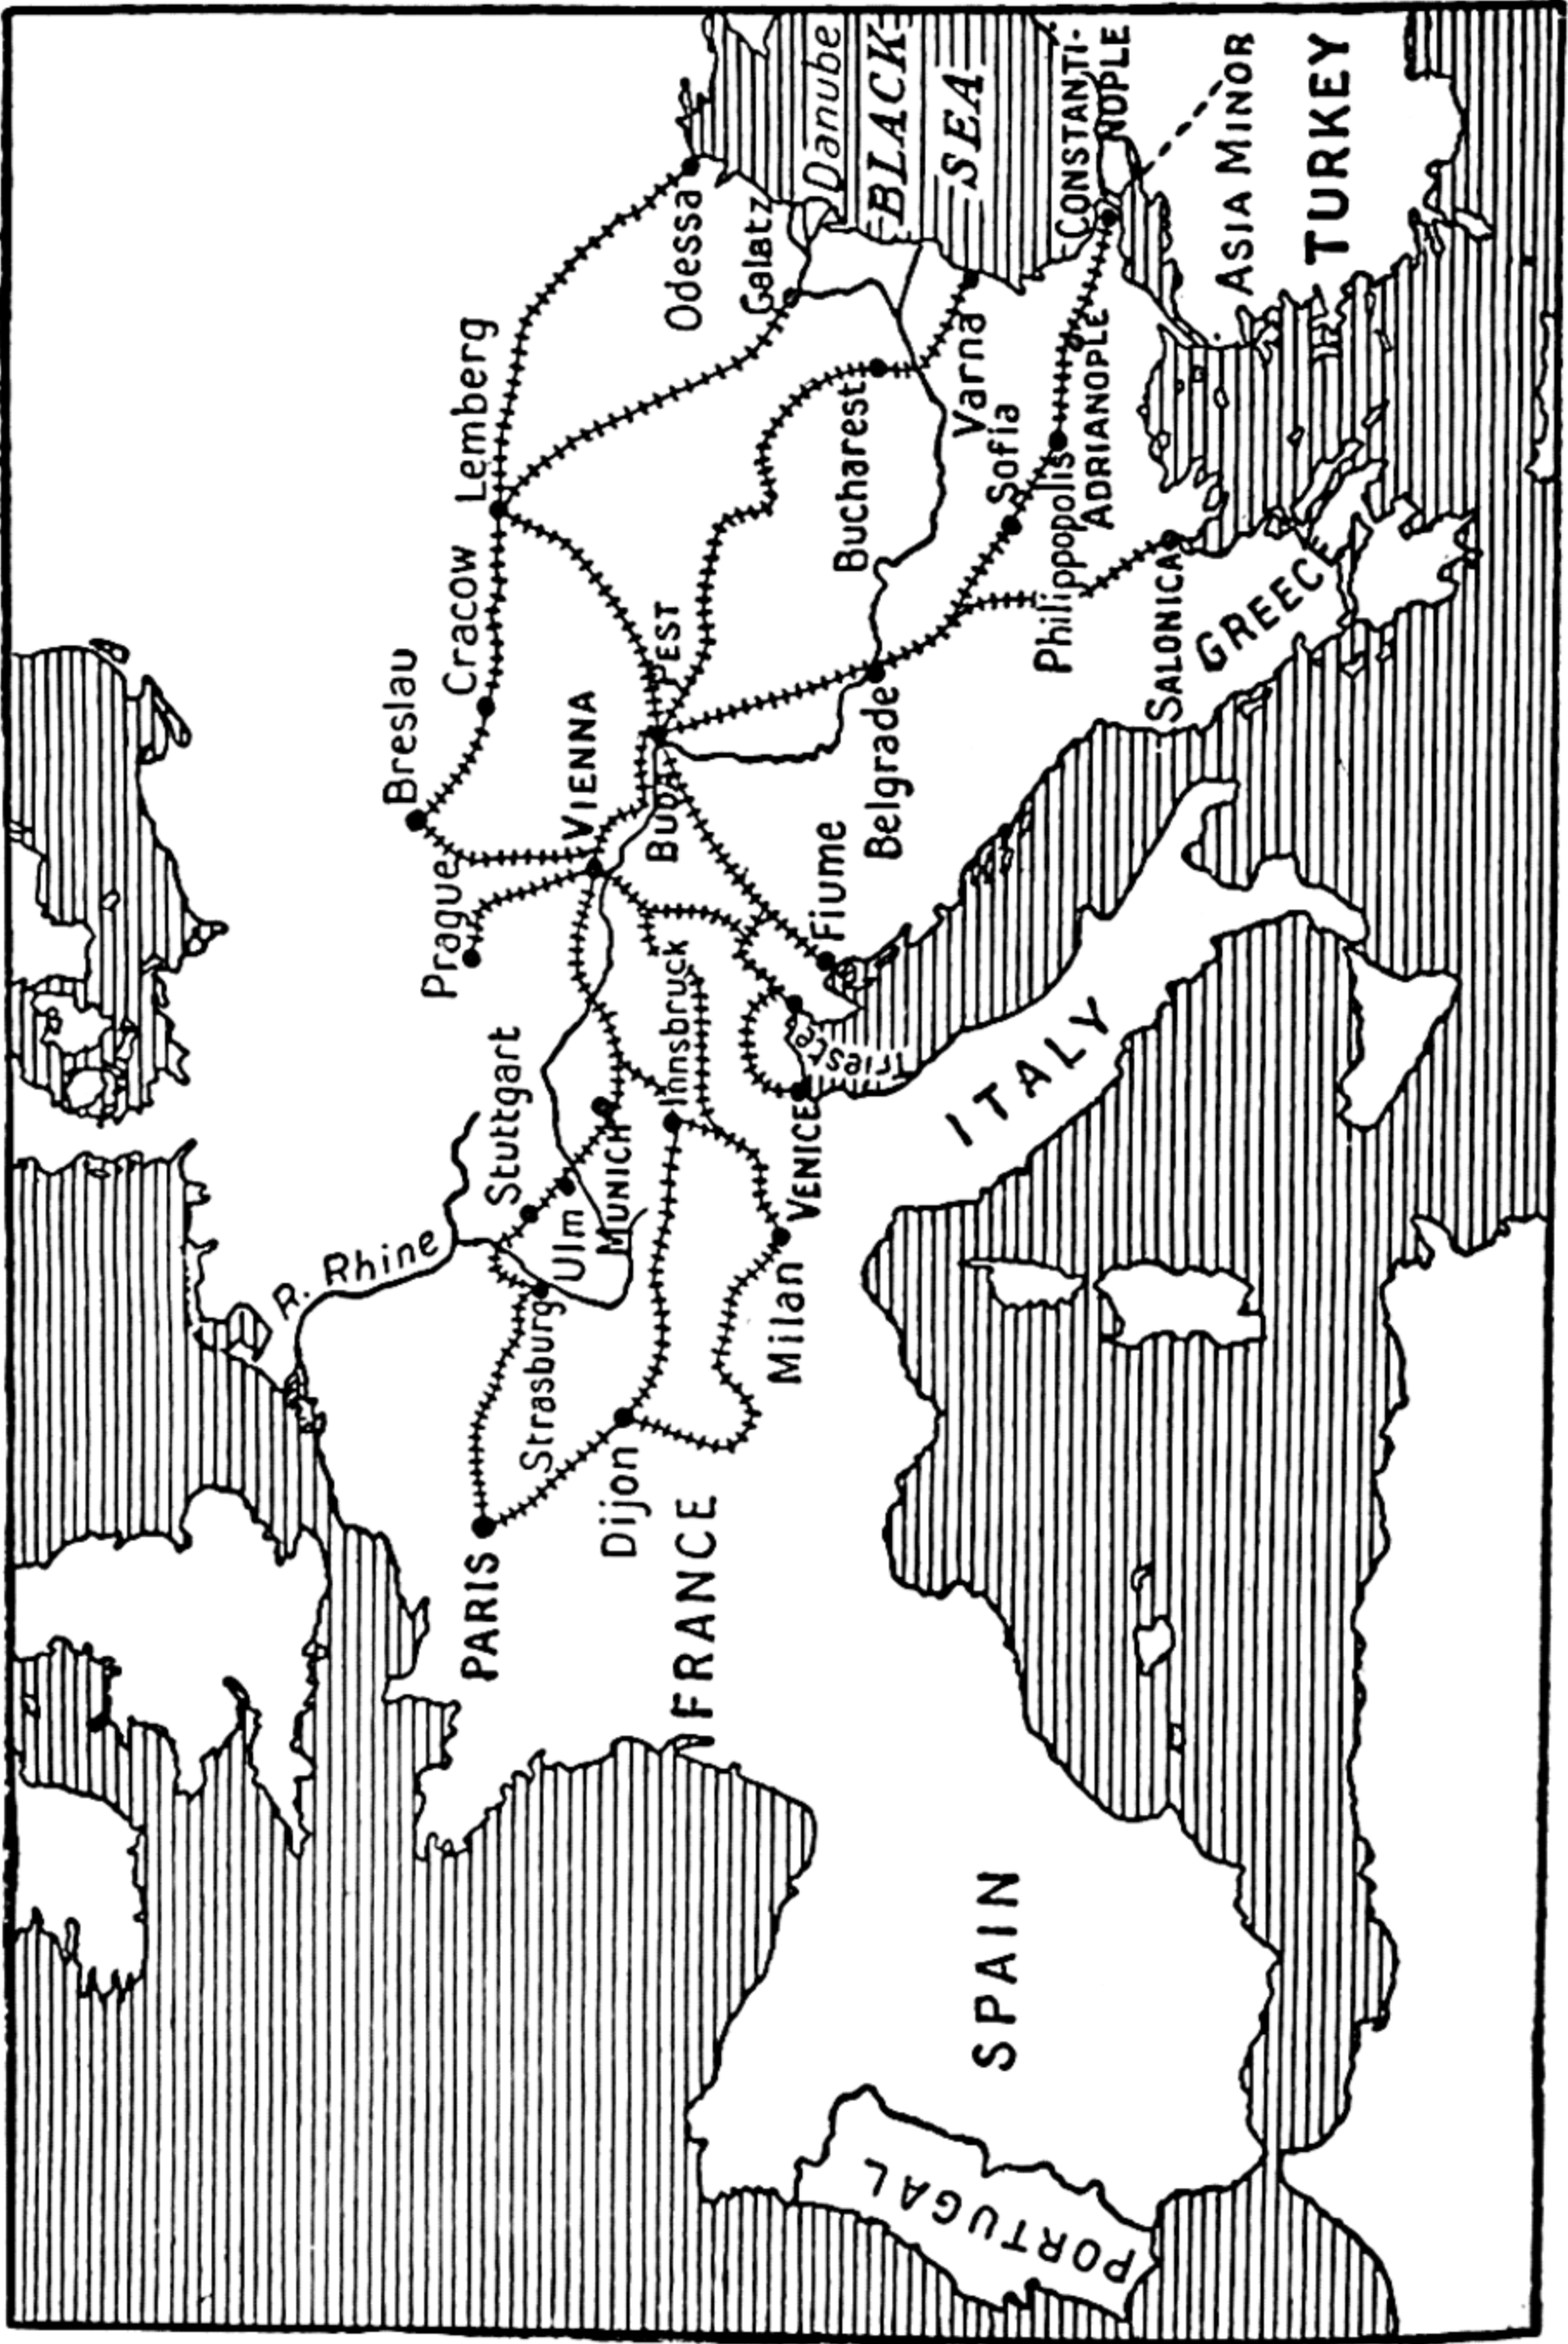 R. Rhine
PARIS
Strasburg
Stuttgart
Ulm
MUNICH
Dijon
FRANCE
Innsbruck
Milan
VENICE
Trieste
Fiume
Prague
Breslau
VIENNA
Cracow
Lemberg
BUDA PEST
Belgrade
Bucharest
Odessa
Galatz
Danube
BLACK
SEA
Varna
Sofia
Philippopolis
ADRIANOPLE
CONSTANTI-
NOPLE
SALONICA
GREECE
ASIA MINOR
TURKEY
ITALY
SPAIN
PORTUGAL